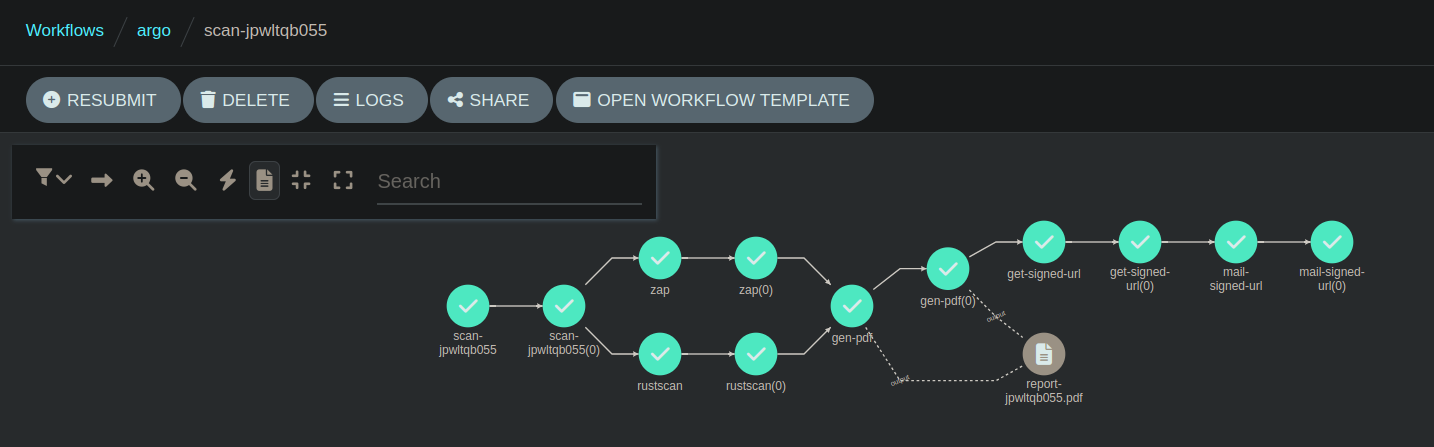 Workflows / argo / scan-jpwltqb055
RESUBMIT DELETE LOGS SHARE OPEN WORKFLOW TEMPLATE
Search
scan-
jpwltqb055
scan-
jpwltqb055(0)
zap
zap(0)
rustscan
rustscan(0)
gen-pdf
gen-pdf(0)
output
output
get-signed-url
get-signed-
url(0)
mail-
signed-url
mail-signed-
url(0)
report-
jpwltqb055.pdf